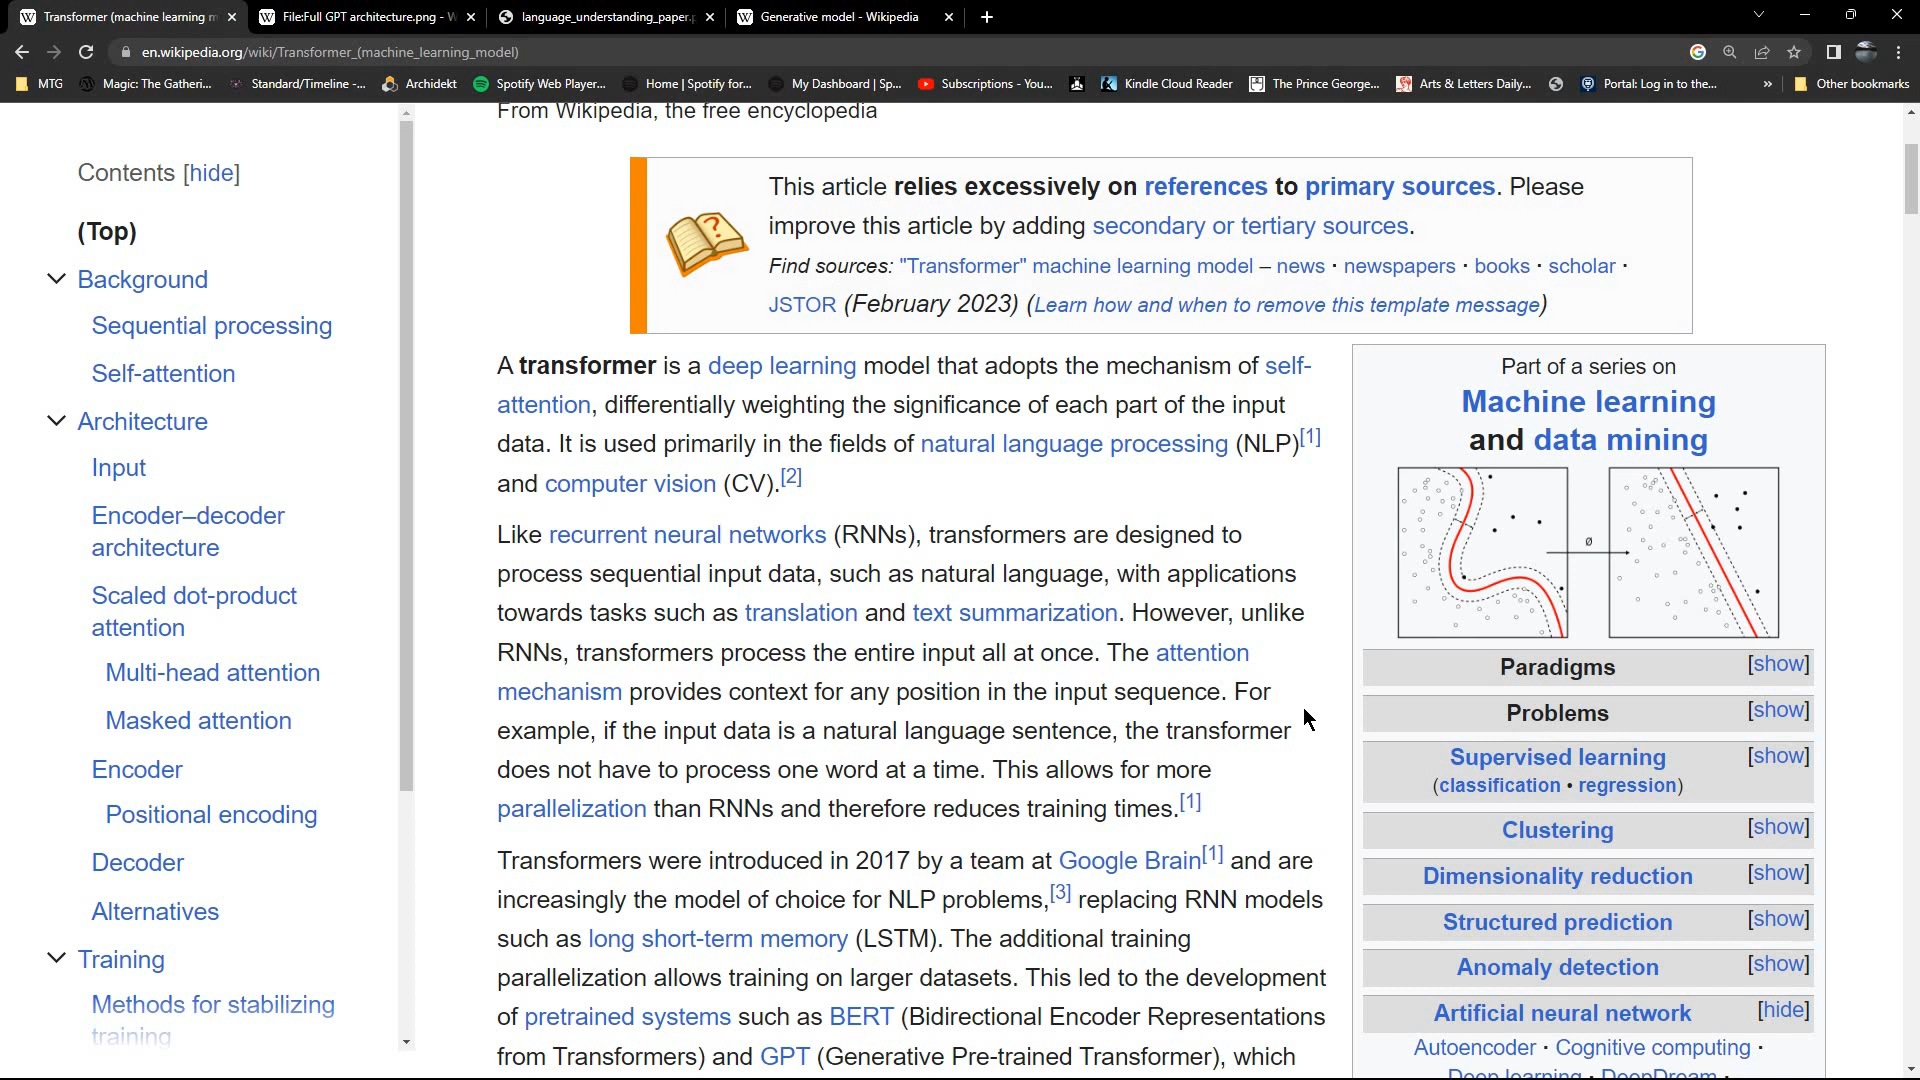 Transformer (machine learning m
File:Full GPT architecture.png - W
language_understanding_paper.p
Generative model - Wikipedia
en.wikipedia.org/wiki/Transformer_(machine_learning_model)
MTG
Magic: The Gatheri...
Standard/Timeline -...
Archidekt
Spotify Web Player...
Home | Spotify for...
My Dashboard | Sp...
Subscriptions - You...
Kindle Cloud Reader
The Prince George...
Arts & Letters Daily...
Portal: Log in to the...
»
Other bookmarks
From Wikipedia, the free encyclopedia
Contents [hide]
(Top)
Background
Sequential processing
Self-attention
Architecture
Input
Encoder–decoder
architecture
Scaled dot-product
attention
Multi-head attention
Masked attention
Encoder
Positional encoding
Decoder
Alternatives
Training
Methods for stabilizing
training
This article relies excessively on references to primary sources. Please
improve this article by adding secondary or tertiary sources.
Find sources: "Transformer" machine learning model – news · newspapers · books · scholar ·
JSTOR (February 2023) (Learn how and when to remove this template message)
A transformer is a deep learning model that adopts the mechanism of self-
attention, differentially weighting the significance of each part of the input
data. It is used primarily in the fields of natural language processing (NLP)[1]
and computer vision (CV).[2]
Like recurrent neural networks (RNNs), transformers are designed to
process sequential input data, such as natural language, with applications
towards tasks such as translation and text summarization. However, unlike
RNNs, transformers process the entire input all at once. The attention
mechanism provides context for any position in the input sequence. For
example, if the input data is a natural language sentence, the transformer
does not have to process one word at a time. This allows for more
parallelization than RNNs and therefore reduces training times.[1]
Transformers were introduced in 2017 by a team at Google Brain[1] and are
increasingly the model of choice for NLP problems,[3] replacing RNN models
such as long short-term memory (LSTM). The additional training
parallelization allows training on larger datasets. This led to the development
of pretrained systems such as BERT (Bidirectional Encoder Representations
from Transformers) and GPT (Generative Pre-trained Transformer), which
Part of a series on
Machine learning
and data mining
ø
Paradigms [show]
Problems [show]
Supervised learning [show]
(classification • regression)
Clustering [show]
Dimensionality reduction [show]
Structured prediction [show]
Anomaly detection [show]
Artificial neural network [hide]
Autoencoder · Cognitive computing ·
Deep learning · DeepDream ·